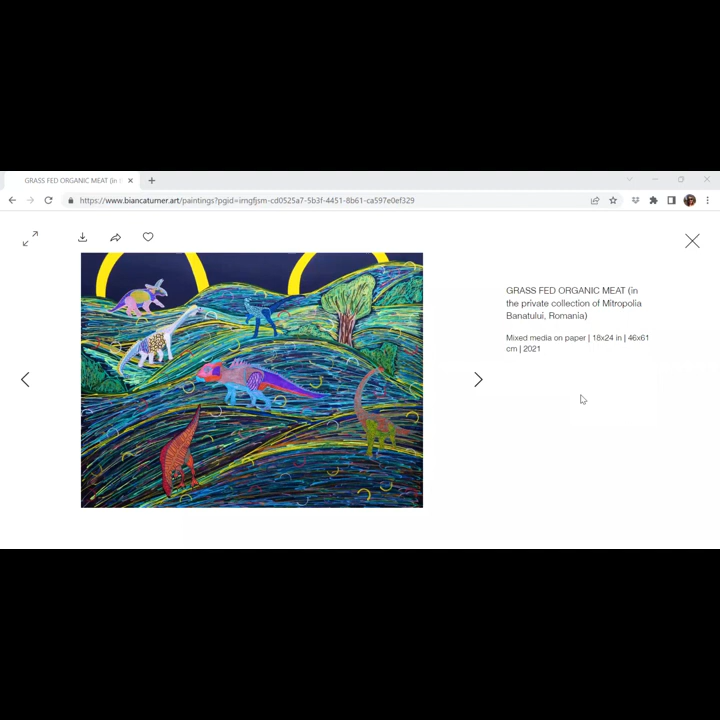 GRASS FED ORGANIC MEAT (in
https://www.biancaturner.art/paintings?pgid=imgfjsm-cd0525a7-5b3f-4451-8b61-ca597e0ef329
GRASS FED ORGANIC MEAT (in
the private collection of Mitropolia
Banatului, Romania)
Mixed media on paper | 18x24 in | 46x61
cm | 2021